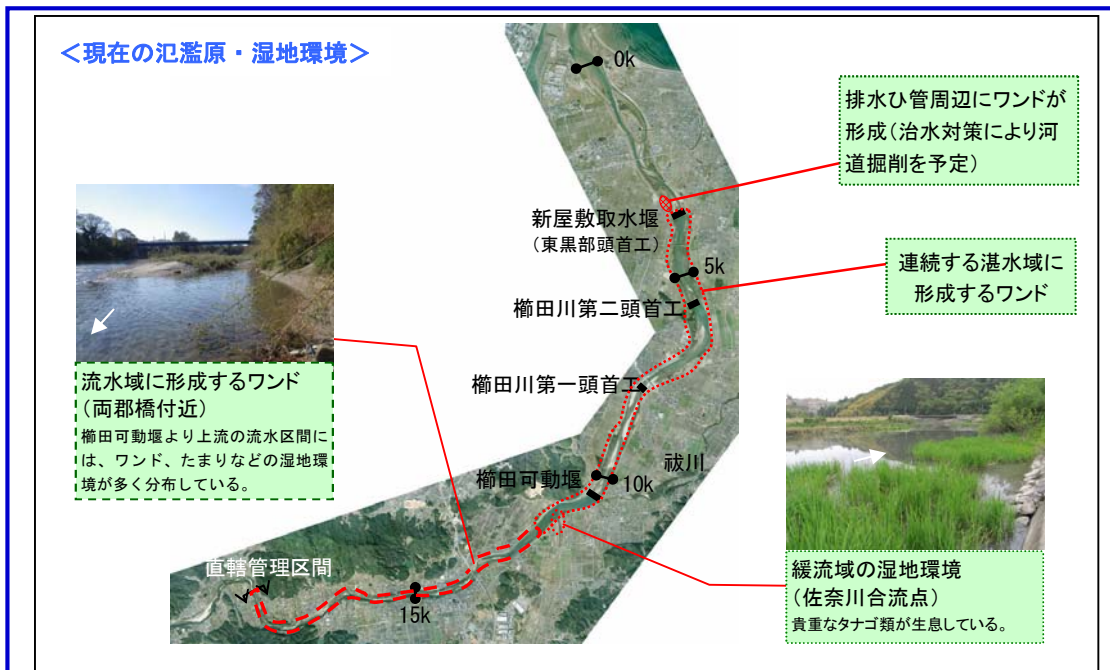 ＜現在の氾濫原・湿地環境＞
0k
排水ひ管周辺にワンドが
形成（治水対策により河
道掘削を予定）
新屋敷取水堰
（東黒部頭首工）
5k
連続する湛水域に
形成するワンド
櫛田川第二頭首工
流水域に形成するワンド
（両郡橋付近）
櫛田可動堰より上流の流水区間に
は、ワンド、たまりなどの湿地環
境が多く分布している。
櫛田川第一頭首工
祓川
櫛田可動堰
10k
直轄管理区間
15k
緩流域の湿地環境
（佐奈川合流点）
貴重なタナゴ類が生息している。